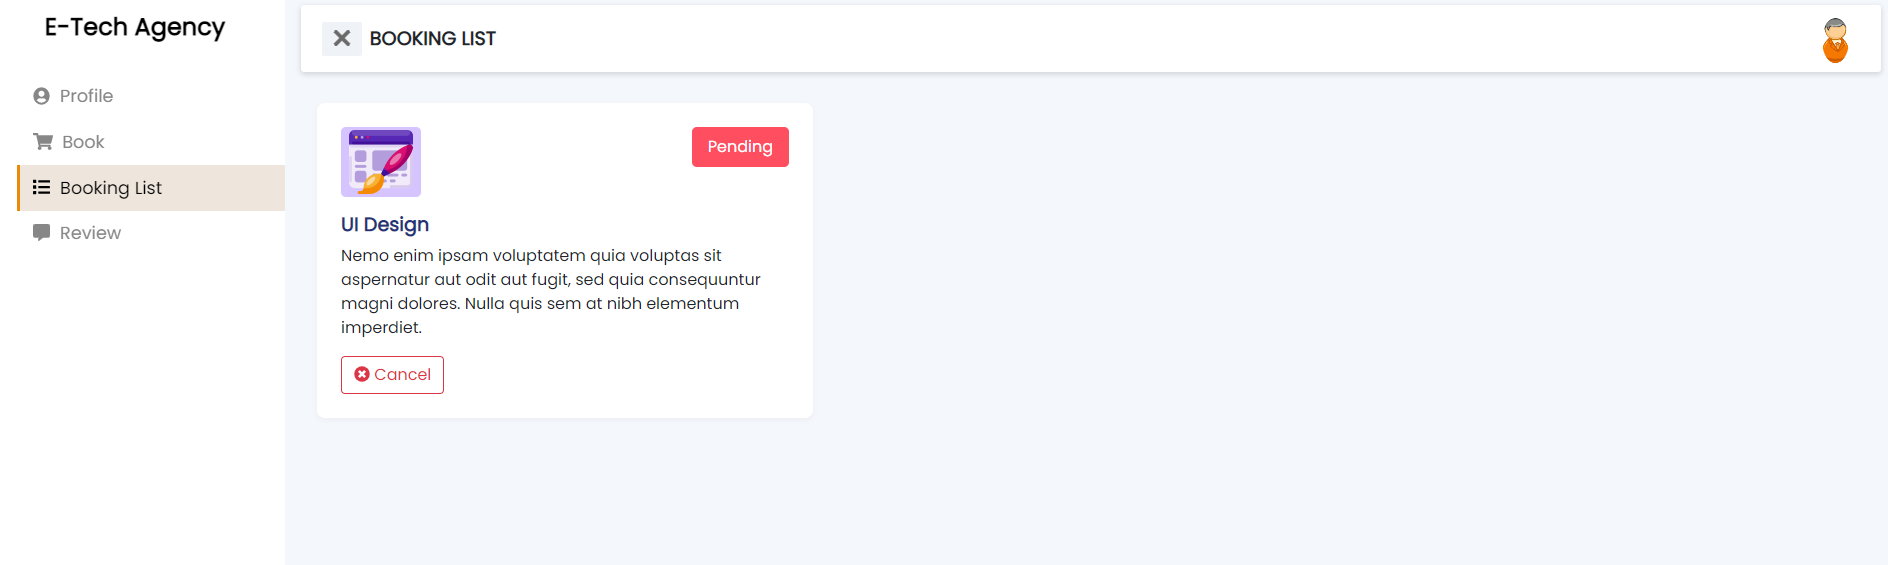 E-Tech Agency
Profile
Book
Booking List
Review
BOOKING LIST
Pending
UI Design
Nemo enim ipsam voluptatem quia voluptas sit
aspernatur aut odit aut fugit, sed quia consequuntur
magni dolores. Nulla quis sem at nibh elementum
imperdiet.
Cancel